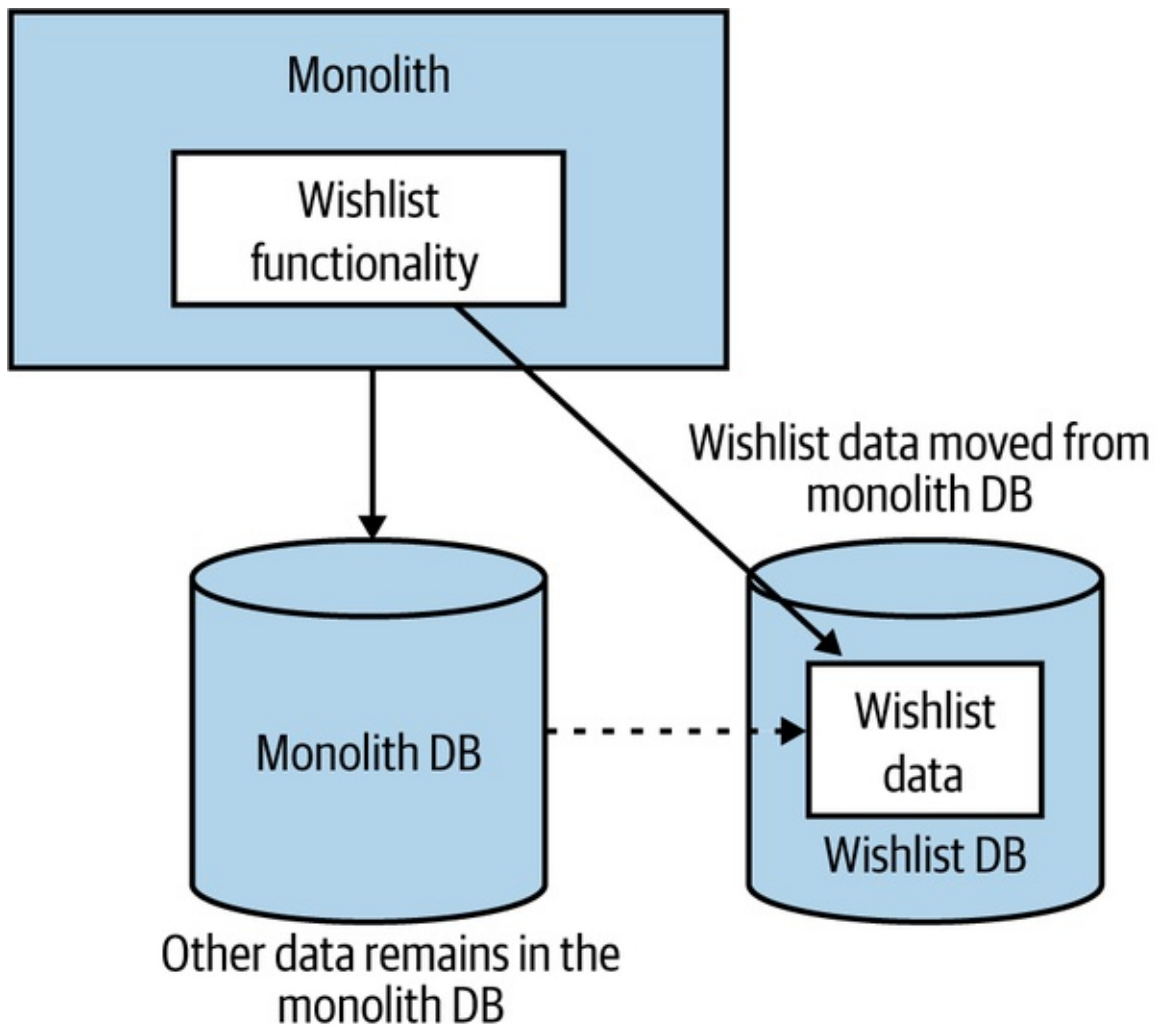 Monolith
Wishlist
functionality
Wishlist data moved from
monolith DB
Monolith DB
Wishlist
data
Wishlist DB
Other data remains in the
monolith DB